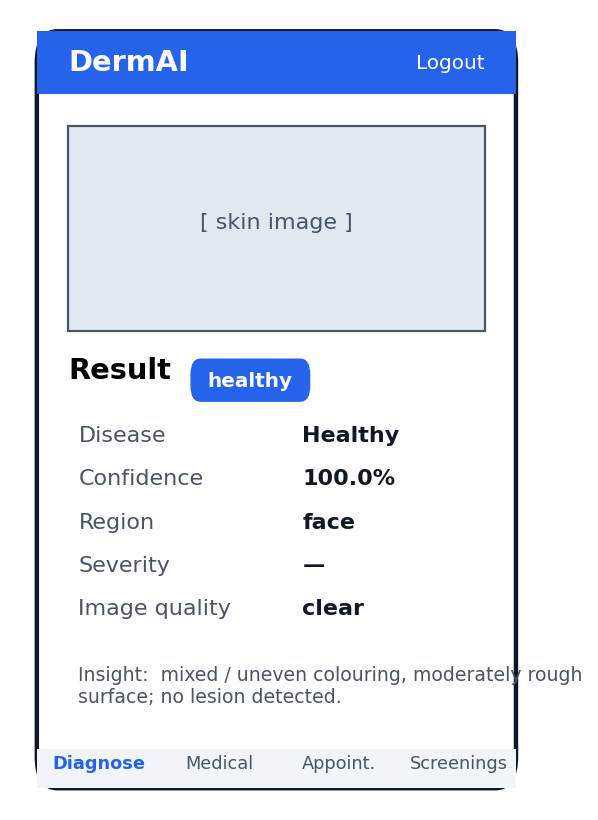 DermAI Logout
[ skin image ]
Result healthy
Disease Healthy
Confidence 100.0%
Region face
Severity —
Image quality clear
Insight:  mixed / uneven colouring, moderately rough
surface; no lesion detected.
Diagnose Medical Appoint. Screenings